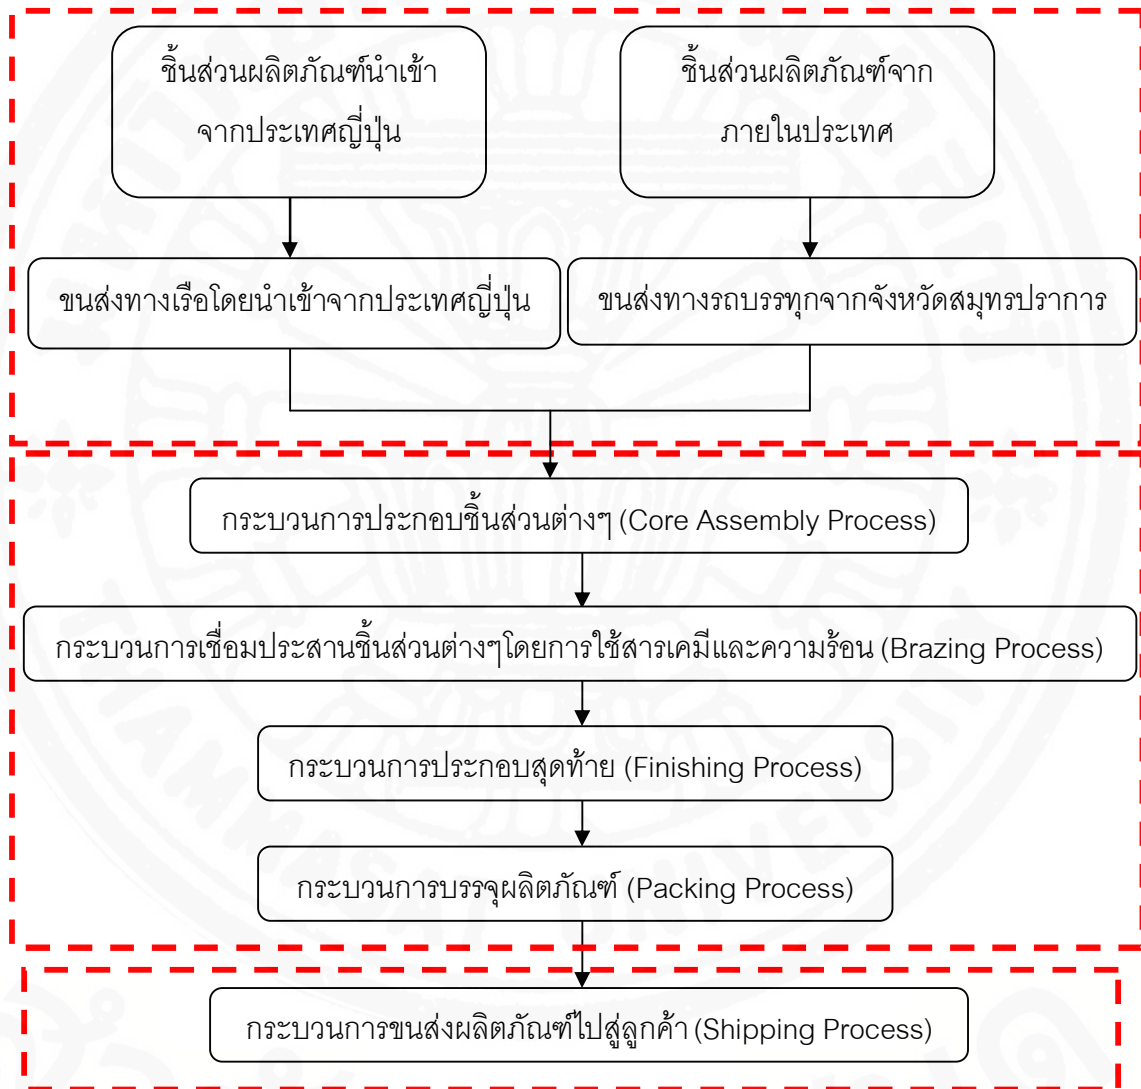 ชิ้นส่วนผลิตภัณฑ์นำเข้า
จากประเทศญี่ปุ่น
ชิ้นส่วนผลิตภัณฑ์จาก
ภายในประเทศ
ขนส่งทางเรือโดยนำเข้าจากประเทศญี่ปุ่น
ขนส่งทางรถบรรทุกจากจังหวัดสมุทรปราการ
กระบวนการประกอบชิ้นส่วนต่างๆ (Core Assembly Process)
กระบวนการเชื่อมประสานชิ้นส่วนต่างๆโดยการใช้สารเคมีและความร้อน (Brazing Process)
กระบวนการประกอบสุดท้าย (Finishing Process)
กระบวนการบรรจุผลิตภัณฑ์ (Packing Process)
กระบวนการขนส่งผลิตภัณฑ์ไปสู่ลูกค้า (Shipping Process)